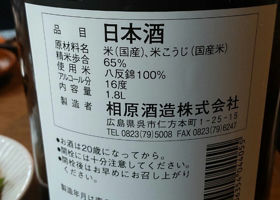 品目 日本酒
原材料名 米(国産)、米こうじ(国産米)
精米歩合 65%
使用米 八反錦100%
アルコール分 16度
内容量 1.8L
製造者 相原酒造株式会社
広島県呉市仁方本町1-25-15
TEL 0823(79)5008 FAX 0823(79)6247
●お酒は20歳になってから。
●開栓には十分注意してください。
●開栓後はお早めにお召し上がり
ください。